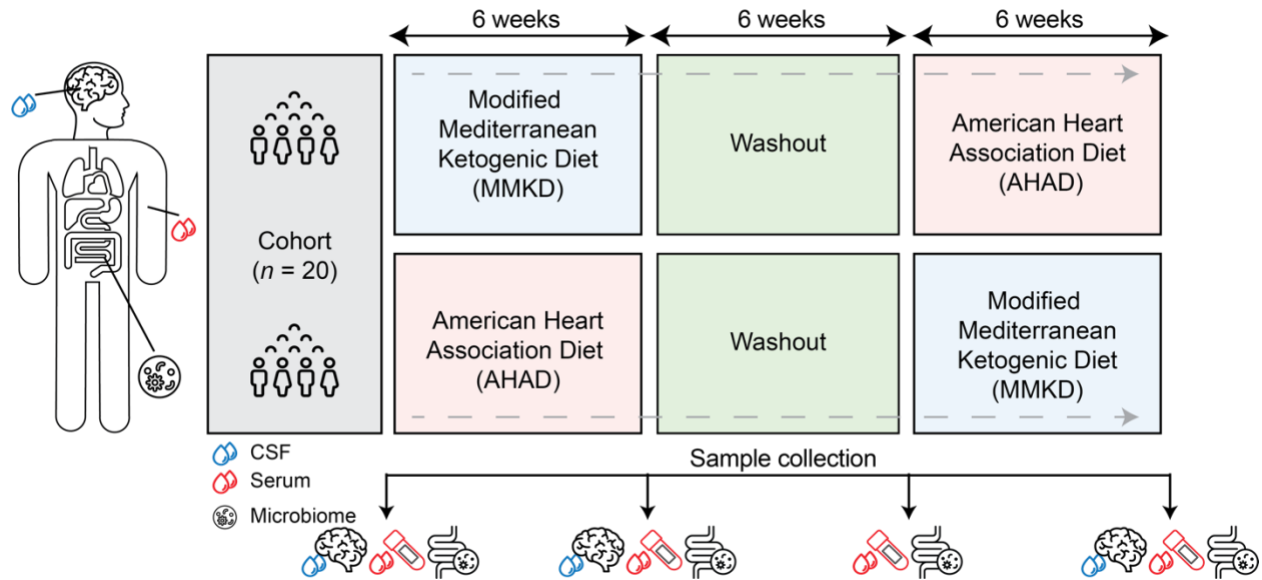 6 weeks
6 weeks
6 weeks
Modified
Mediterranean
Ketogenic Diet
(MMKD)
Washout
American Heart
Association Diet
(AHAD)
Cohort
(n = 20)
American Heart
Association Diet
(AHAD)
Washout
Modified
Mediterranean
Ketogenic Diet
(MMKD)
CSF
Serum
Microbiome
Sample collection